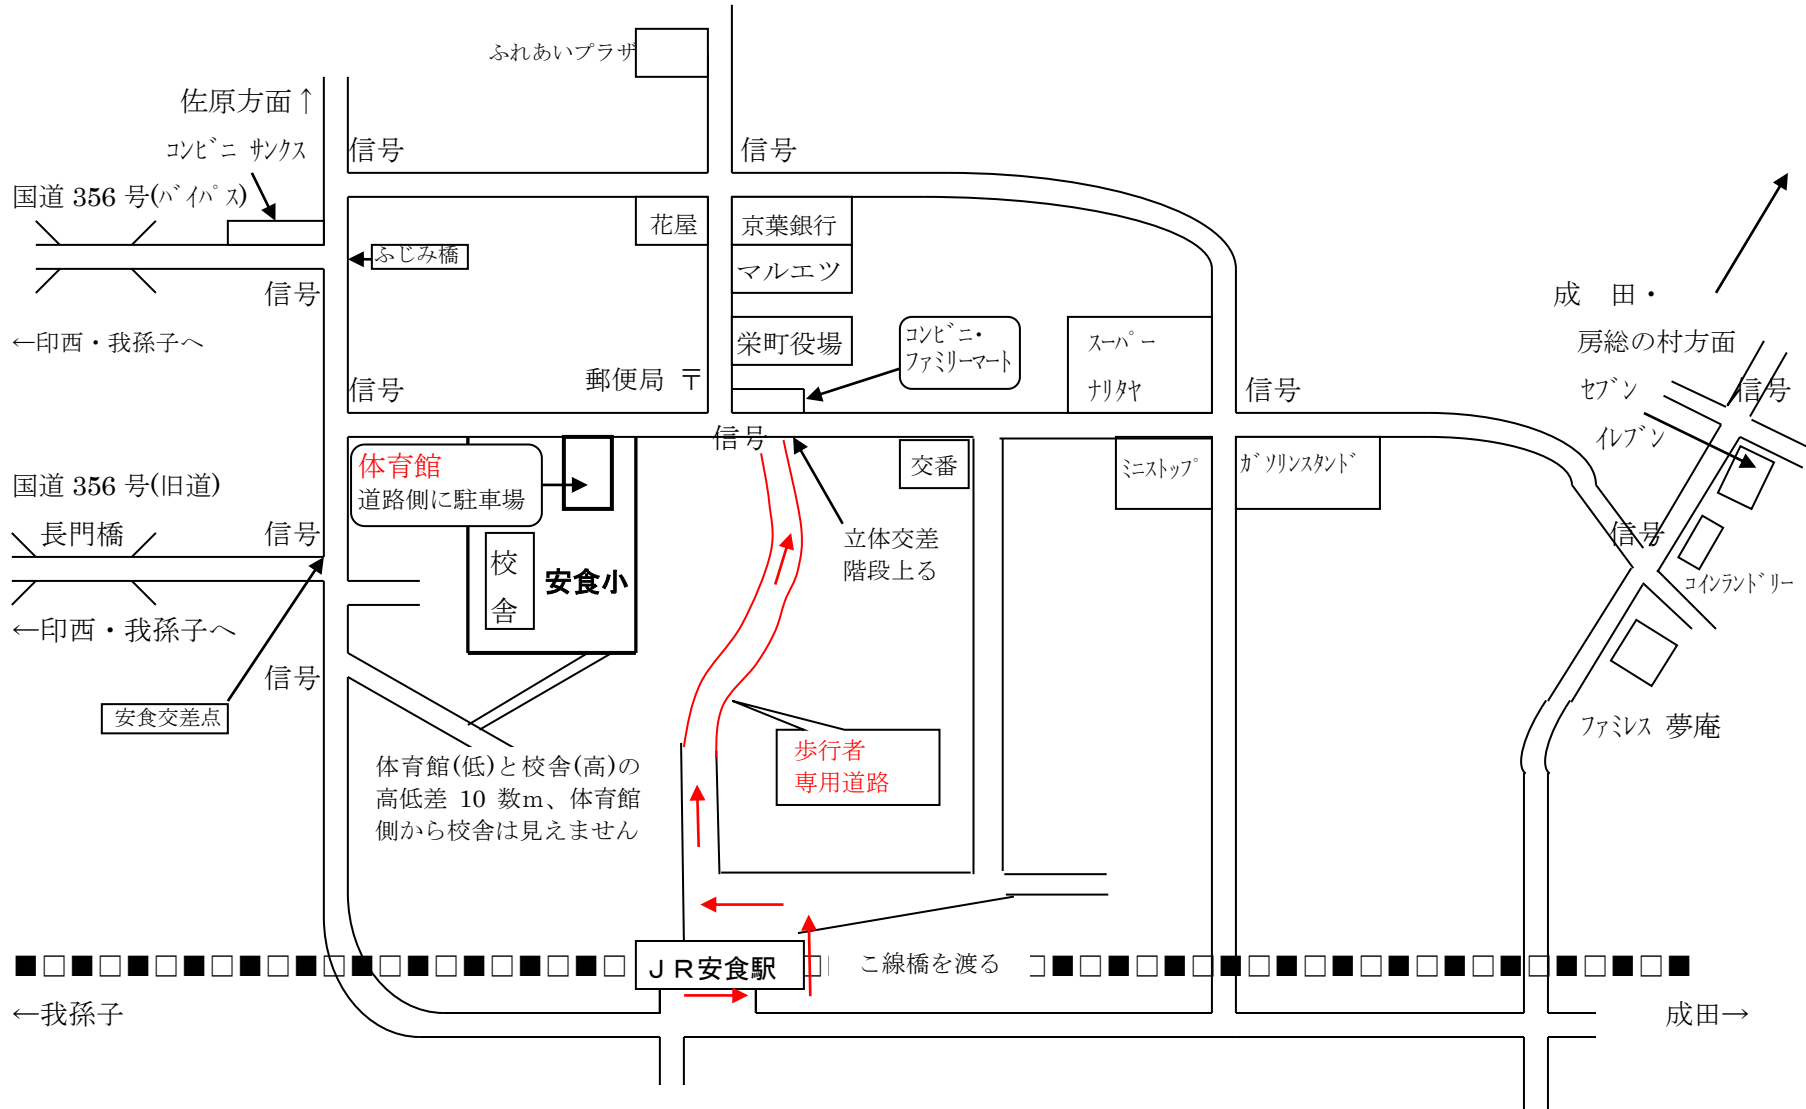 ふれあいプラザ
佐原方面↑
コンビニ サンクス
信号
信号
国道 356 号(バイパス)
花屋
京葉銀行
ふじみ橋
マルエツ
信号
成 田・
←印西・我孫子へ
栄町役場
コンビニ・
ファミリーマート
スーパー
ナリタヤ
房総の村方面
郵便局 〒
信号
信号
セブン
イレブン
信号
信号
体育館
道路側に駐車場
交番
ミニストップ
ガソリンスタンド
国道 356 号(旧道)
長門橋
信号
立体交差
階段上る
信号
校
舎
安食小
コインランドリー
←印西・我孫子へ
信号
安食交差点
ファミレス 夢庵
歩行者
専用道路
体育館(低)と校舎(高)の
高低差 10 数m、体育館
側から校舎は見えません
ＪＲ安食駅
こ線橋を渡る
←我孫子
成田→